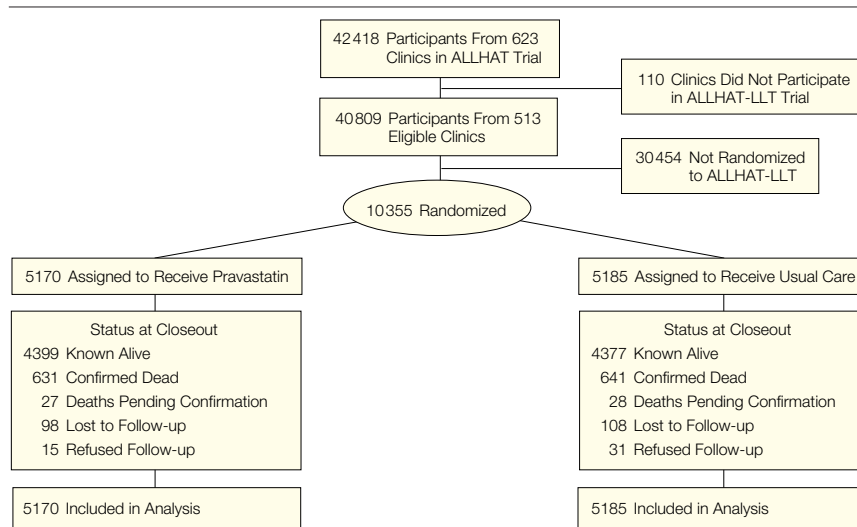 42418 Participants From 623
Clinics in ALLHAT Trial
110 Clinics Did Not Participate
in ALLHAT-LLT Trial
40809 Participants From 513
Eligible Clinics
30454 Not Randomized
to ALLHAT-LLT
10355 Randomized
5170 Assigned to Receive Pravastatin
Status at Closeout
4399 Known Alive
631 Confirmed Dead
27 Deaths Pending Confirmation
98 Lost to Follow-up
15 Refused Follow-up
5170 Included in Analysis
5185 Assigned to Receive Usual Care
Status at Closeout
4377 Known Alive
641 Confirmed Dead
28 Deaths Pending Confirmation
108 Lost to Follow-up
31 Refused Follow-up
5185 Included in Analysis